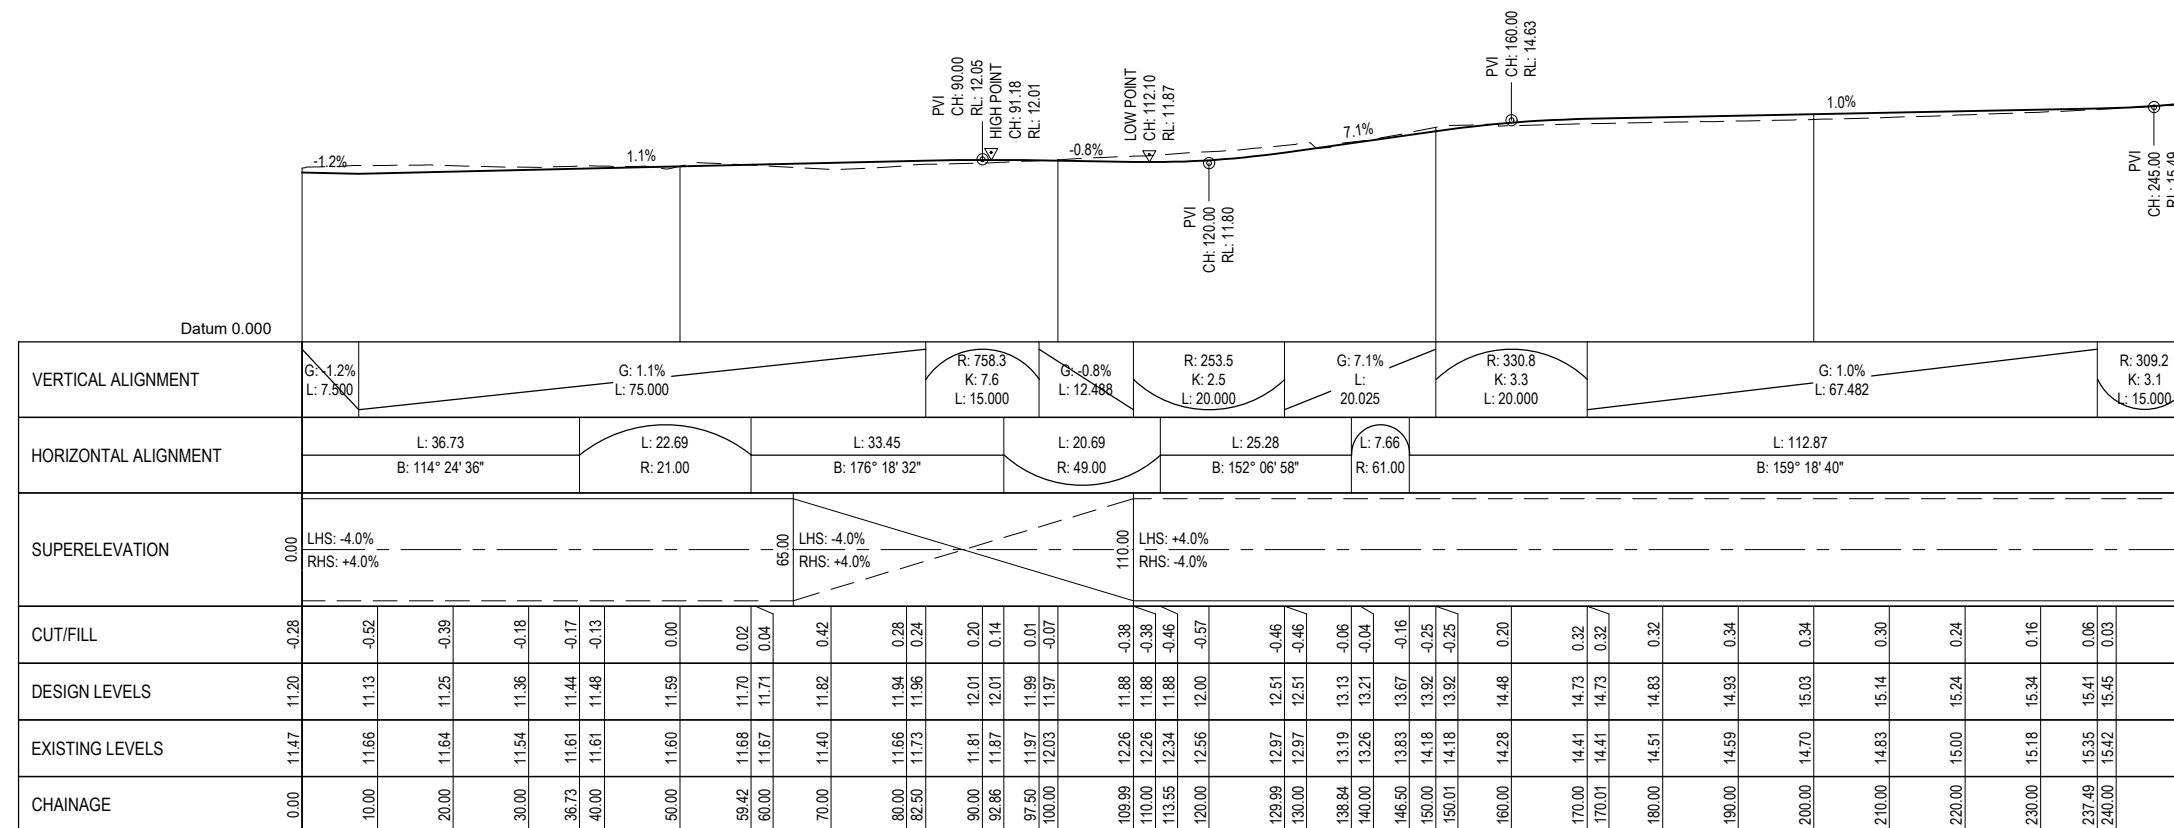 PVI
CH: 90.00
RL: 12.05
HIGH POINT
CH: 91.18
RL: 12.01
LOW POINT
CH: 112.10
RL: 11.87
PVI
CH: 120.00
RL: 11.80
PVI
CH: 160.00
RL: 14.63
PVI
CH: 245.00
RL: 15.49
-1.2%
1.1%
-0.8%
7.1%
1.0%
Datum 0.000
VERTICAL ALIGNMENT
G: -1.2%
L: 7.500
G: 1.1%
L: 75.000
R: 758.3
K: 7.6
L: 15.000
G: -0.8%
L: 12.488
R: 253.5
K: 2.5
L: 20.000
G: 7.1%
L:
20.025
R: 330.8
K: 3.3
L: 20.000
G: 1.0%
L: 67.482
R: 309.2
K: 3.1
L: 15.000
HORIZONTAL ALIGNMENT
L: 36.73
B: 114° 24' 36"
L: 22.69
R: 21.00
L: 33.45
B: 176° 18' 32"
L: 20.69
R: 49.00
L: 25.28
B: 152° 06' 58"
L: 7.66
R: 61.00
L: 112.87
B: 159° 18' 40"
SUPERELEVATION
0.00
LHS: -4.0%
RHS: +4.0%
65.00
LHS: -4.0%
RHS: +4.0%
110.00
LHS: +4.0%
RHS: -4.0%
CUT/FILL
-0.28 -0.52 -0.39 -0.18 -0.17 -0.13 0.00 0.02 0.04 0.42 0.28 0.24 0.20 0.14 0.01 -0.07 -0.38 -0.38 -0.46 -0.57 -0.46 -0.46 -0.06 -0.04 -0.16 -0.25 -0.25 0.20 0.32 0.32 0.32 0.34 0.34 0.30 0.24 0.16 0.06 0.03
DESIGN LEVELS
11.20 11.13 11.25 11.36 11.44 11.48 11.59 11.70 11.71 11.82 11.94 11.96 12.01 12.01 11.99 11.97 11.88 11.88 11.88 12.00 12.51 12.51 13.13 13.21 13.67 13.92 13.92 14.48 14.73 14.73 14.83 14.93 15.03 15.14 15.24 15.34 15.41 15.45
EXISTING LEVELS
11.47 11.66 11.64 11.54 11.61 11.61 11.60 11.68 11.67 11.40 11.66 11.73 11.81 11.87 11.97 12.03 12.26 12.26 12.34 12.56 12.97 12.97 13.19 13.26 13.83 14.18 14.18 14.28 14.41 14.41 14.51 14.59 14.70 14.83 15.00 15.18 15.35 15.42
CHAINAGE
0.00 10.00 20.00 30.00 36.73 40.00 50.00 59.42 60.00 70.00 80.00 82.50 90.00 92.86 97.50 100.00 109.99 110.00 113.55 120.00 129.99 130.00 138.84 140.00 146.50 150.00 150.01 160.00 170.00 170.01 180.00 190.00 200.00 210.00 220.00 230.00 237.49 240.00